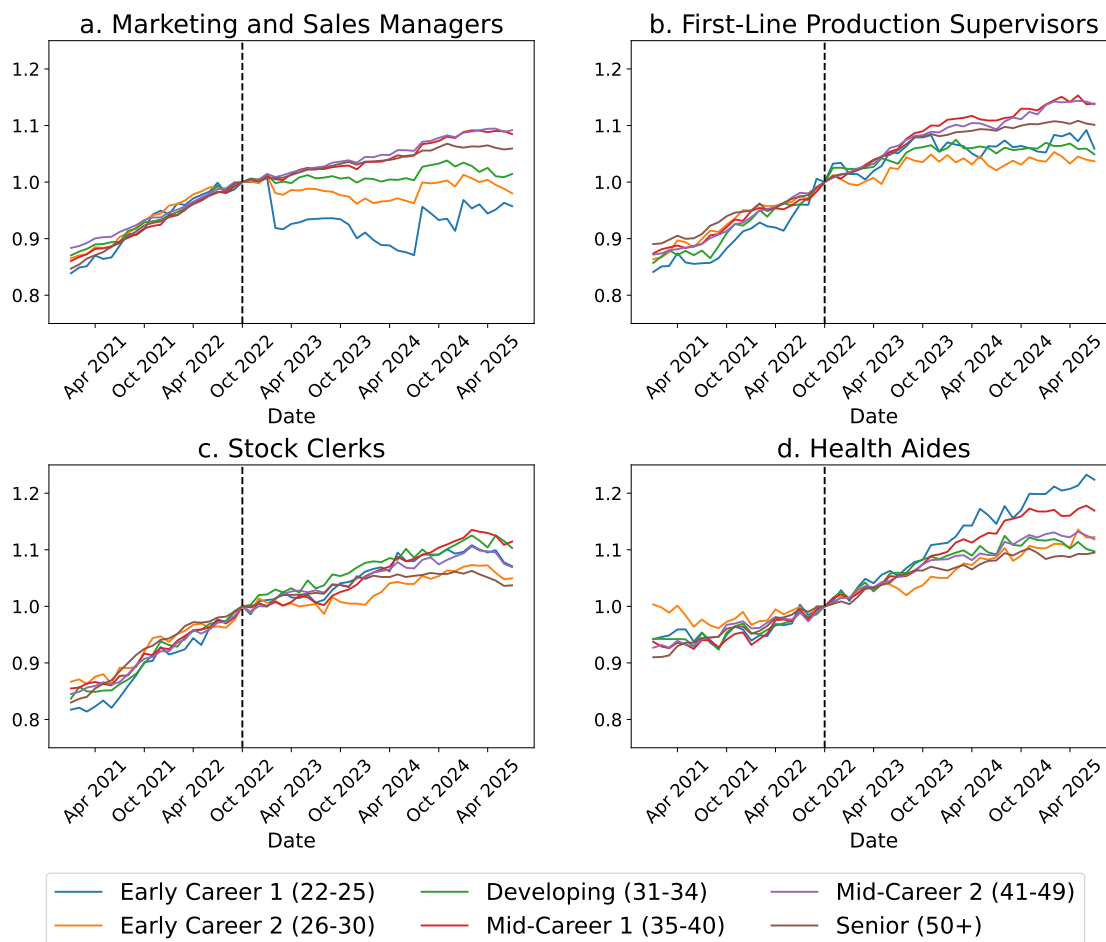 a. Marketing and Sales Managers
1.2
1.1
1.0
0.9
0.8
Apr 2021
Oct 2021
Apr 2022
Oct 2022
Apr 2023
Oct 2023
Apr 2024
Oct 2024
Apr 2025
Date
b. First-Line Production Supervisors
1.2
1.1
1.0
0.9
0.8
Apr 2021
Oct 2021
Apr 2022
Oct 2022
Apr 2023
Oct 2023
Apr 2024
Oct 2024
Apr 2025
Date
c. Stock Clerks
1.2
1.1
1.0
0.9
0.8
Apr 2021
Oct 2021
Apr 2022
Oct 2022
Apr 2023
Oct 2023
Apr 2024
Oct 2024
Apr 2025
Date
d. Health Aides
1.2
1.1
1.0
0.9
0.8
Apr 2021
Oct 2021
Apr 2022
Oct 2022
Apr 2023
Oct 2023
Apr 2024
Oct 2024
Apr 2025
Date
Early Career 1 (22-25)
Early Career 2 (26-30)
Developing (31-34)
Mid-Career 1 (35-40)
Mid-Career 2 (41-49)
Senior (50+)